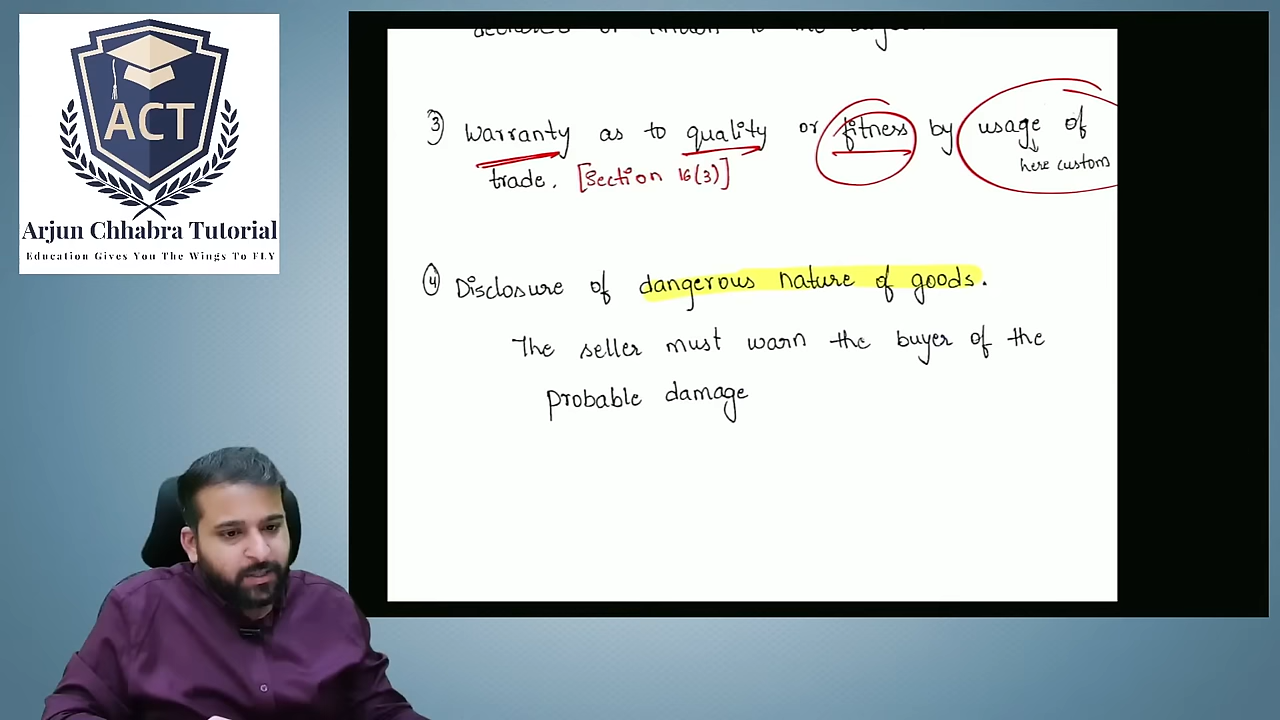 ACT
Arjun Chhabra Tutorial
Education Gives You The Wings To FLY
③ Warranty as to quality or fitness by usage of
here custom
trade. [Section 16(3)]
④ Disclosure of dangerous nature of goods.
The seller must warn the buyer of the
probable damage